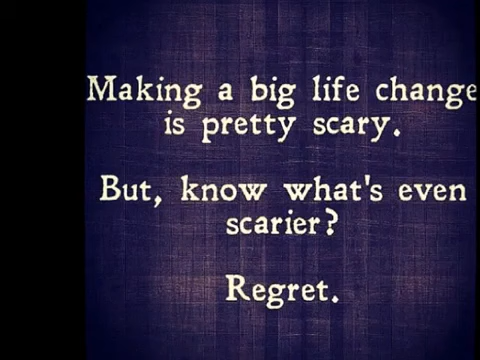 Making a big life change
is pretty scary.
But, know what's even
scarier?
Regret.